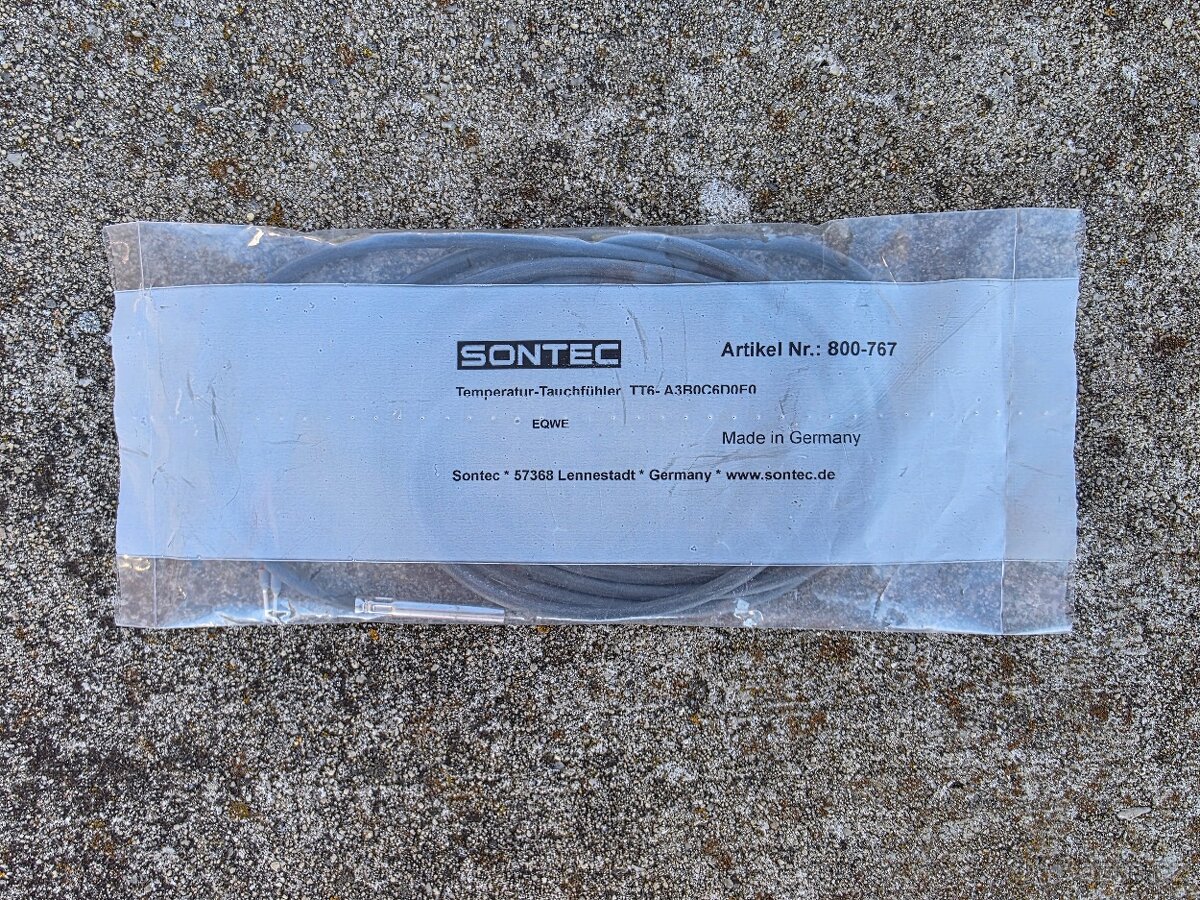 SONTEC
Artikel Nr.: 800-767
Temperatur-Tauchfühler TT6- A3B0C6D0E0
EQWE
Made in Germany
Sontec * 57368 Lennestadt * Germany * www.sontec.de